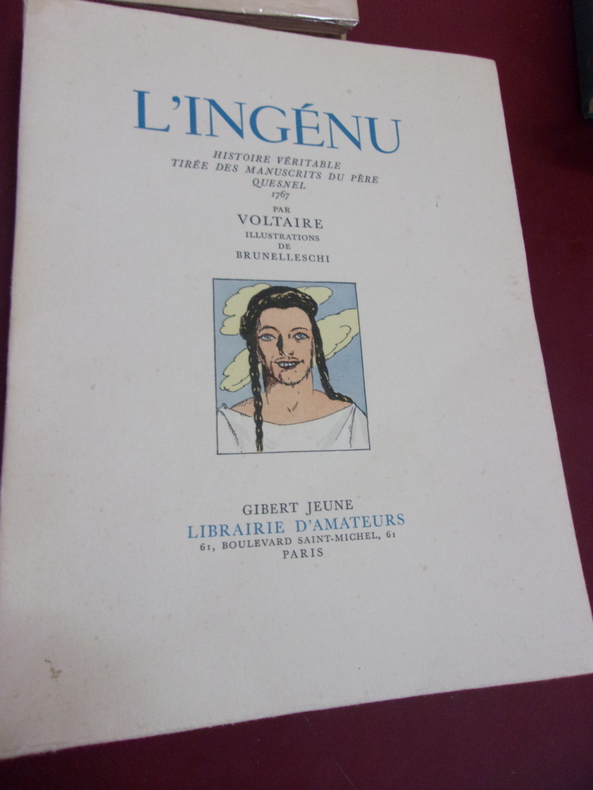 L'INGÉNU
HISTOIRE VÉRITABLE
TIRÉE DES MANUSCRITS DU PÈRE
QUESNEL
1767
PAR
VOLTAIRE
ILLUSTRATIONS
DE
BRUNELLESCHI
GIBERT JEUNE
LIBRAIRIE D'AMATEURS
61, BOULEVARD SAINT-MICHEL, 61
PARIS